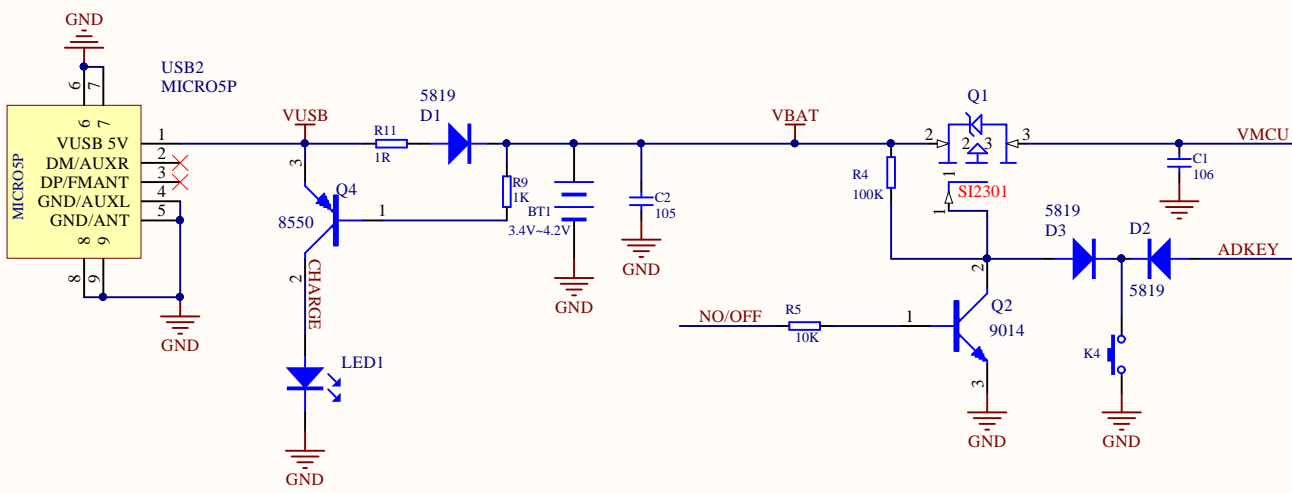 GND
USB2
MICRO5P
6
7
6
7
MICRO5P
VUSB 5V
1
DM/AUXR
2
DP/FMANT
3
GND/AUXL
4
GND/ANT
5
8
9
8
9
GND
VUSB
R11
1R
5819
D1
3
Q4
8550
1
2
CHARGE
LED1
GND
R9
1K
BT1
3.4V~4.2V
GND
C2
105
GND
VBAT
R4
100K
Q1
2
3
2
3
1
1
SI2301
VMCU
C1
106
GND
5819
D3
D2
5819
ADKEY
2
Q2
9014
1
3
NO/OFF
R5
10K
GND
K4
GND